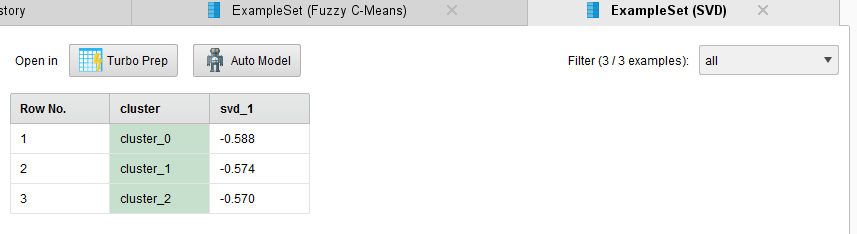 story ExampleSet (Fuzzy C-Means) ExampleSet (SVD)
Open in Turbo Prep Auto Model Filter (3 / 3 examples): all
Row No. cluster svd_1
1 cluster_0 -0.588
2 cluster_1 -0.574
3 cluster_2 -0.570